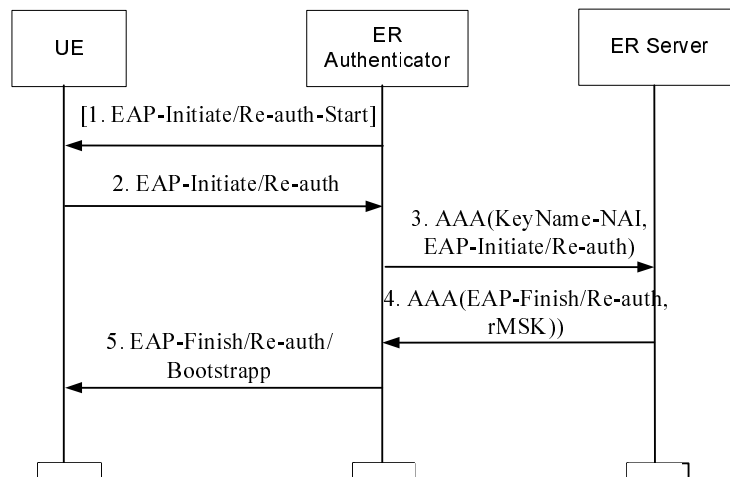 UE
ER
Authenticator
ER Server
[1. EAP-Initiate/Re-auth-Start]
2. EAP-Initiate/Re-auth
3. AAA(KeyName-NAI,
EAP-Initiate/Re-auth)
4. AAA(EAP-Finish/Re-auth,
rMSK))
5. EAP-Finish/Re-auth/
Bootstrapp